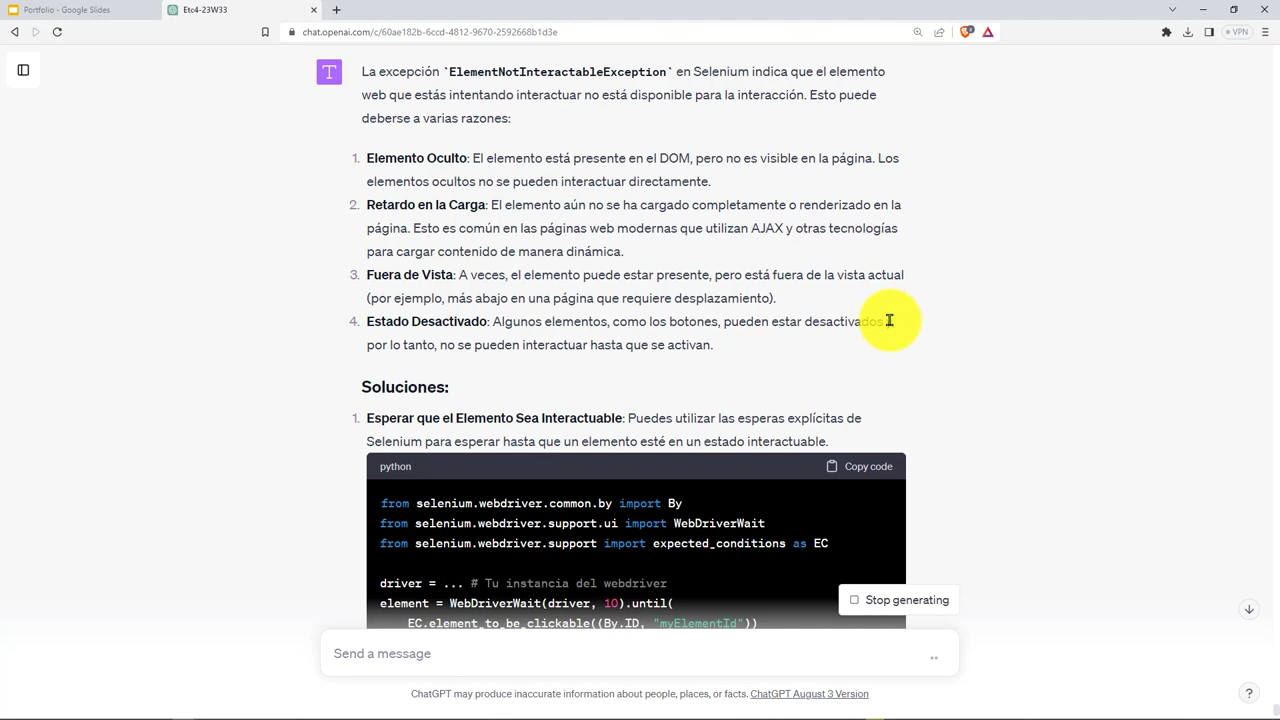 Portfolio - Google Slides
Etc4-23W33
chat.openai.com/c/60ae182b-6ccd-4812-9670-2592668b1d3e
VPN
T
La excepción `ElementNotInteractableException` en Selenium indica que el elemento
web que estás intentando interactuar no está disponible para la interacción. Esto puede
deberse a varias razones:
1. Elemento Oculto: El elemento está presente en el DOM, pero no es visible en la página. Los
elementos ocultos no se pueden interactuar directamente.
2. Retardo en la Carga: El elemento aún no se ha cargado completamente o renderizado en la
página. Esto es común en las páginas web modernas que utilizan AJAX y otras tecnologías
para cargar contenido de manera dinámica.
3. Fuera de Vista: A veces, el elemento puede estar presente, pero está fuera de la vista actual
(por ejemplo, más abajo en una página que requiere desplazamiento).
4. Estado Desactivado: Algunos elementos, como los botones, pueden estar desactivados
por lo tanto, no se pueden interactuar hasta que se activan.
Soluciones:
1. Esperar que el Elemento Sea Interactuable: Puedes utilizar las esperas explícitas de
Selenium para esperar hasta que un elemento esté en un estado interactuable.
python
Copy code
from selenium.webdriver.common.by import By
from selenium.webdriver.support.ui import WebDriverWait
from selenium.webdriver.support import expected_conditions as EC
driver = ... # Tu instancia del webdriver
element = WebDriverWait(driver, 10).until(
EC.element_to_be_clickable((By.ID, "myElementId"))
Stop generating
Send a message
ChatGPT may produce inaccurate information about people, places, or facts. ChatGPT August 3 Version
?